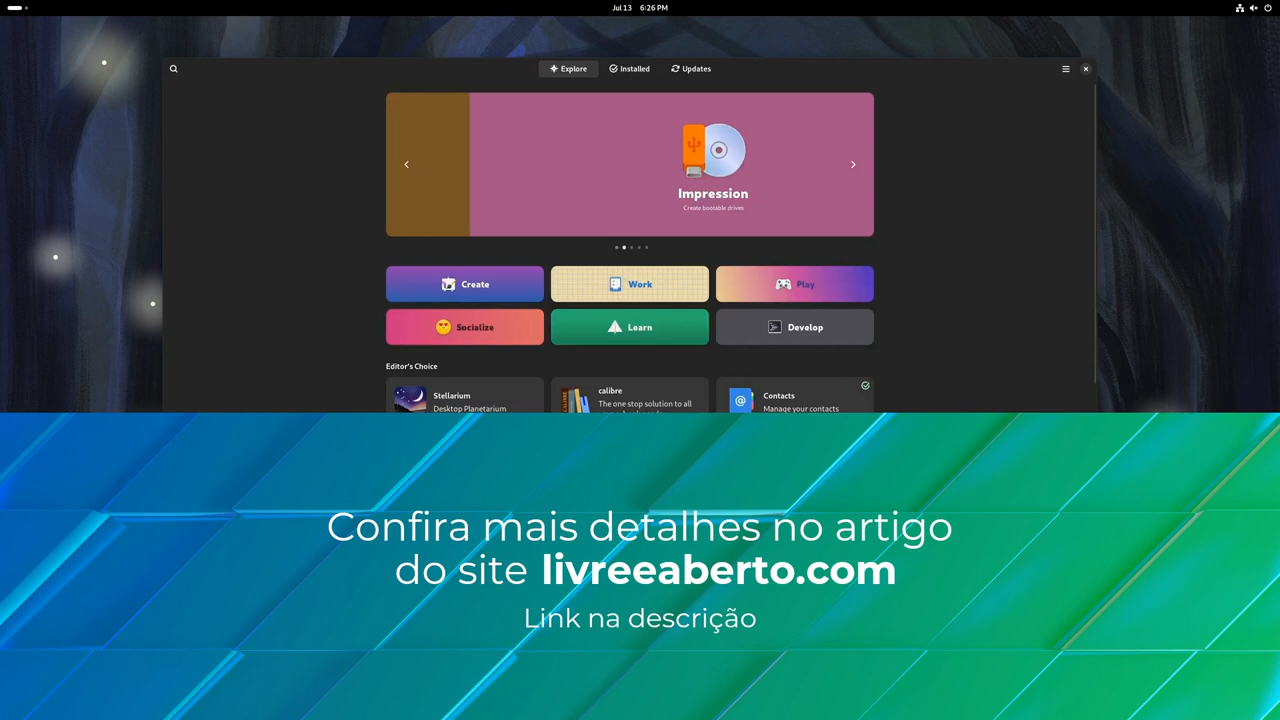 Jul 13 6:26 PM
Explore Installed Updates
Impression
Create bootable drives
Create Work Play
Socialize Learn Develop
Editor's Choice
Stellarium
Desktop Planetarium
calibre
The one stop solution to all
Contacts
Manage your contacts
Confira mais detalhes no artigo
do site livreeaberto.com
Link na descrição